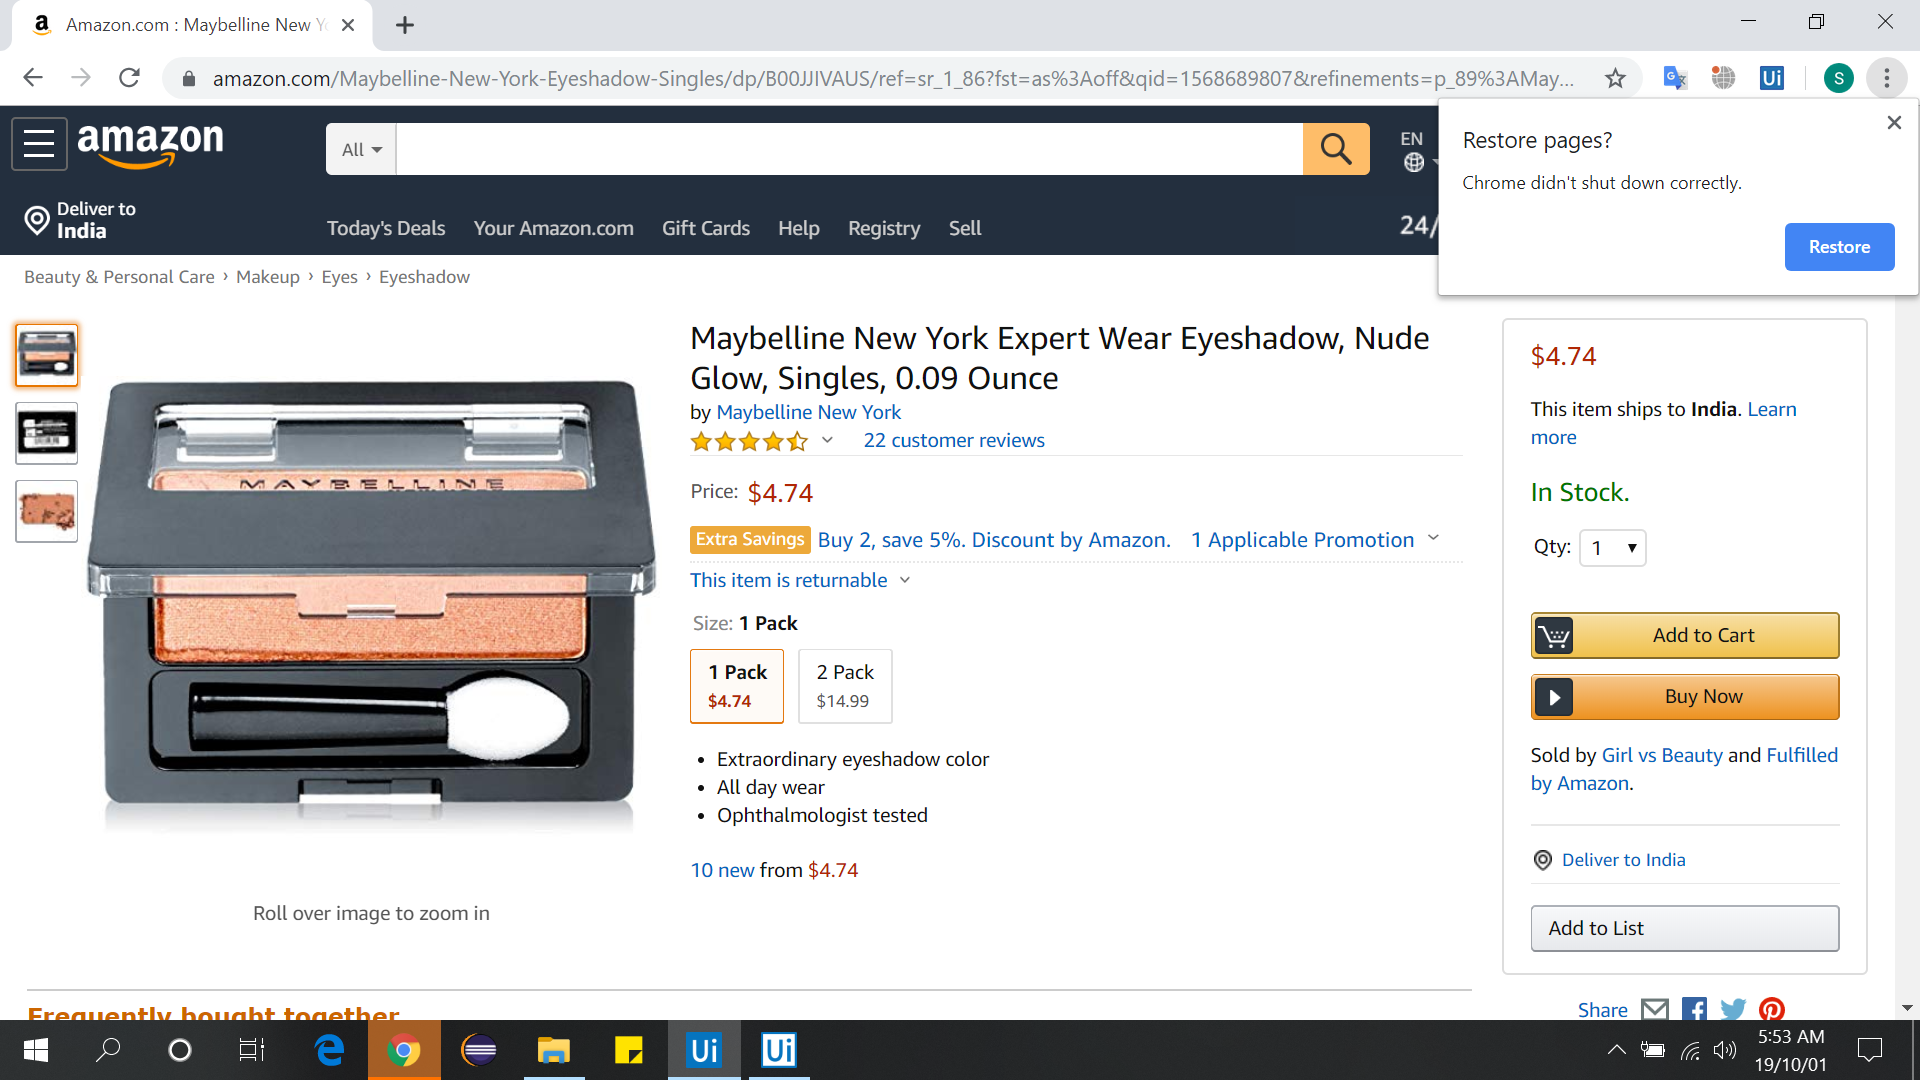 Amazon.com : Maybelline New Y
amazon.com/Maybelline-New-York-Eyeshadow-Singles/dp/B00JJIVAUS/ref=sr_1_86?fst=as%3Aoff&qid=1568689807&refinements=p_89%3AMay...
S
Ui
Restore pages?
Chrome didn't shut down correctly.
Restore
amazon
All
EN
Deliver to
India
Today's Deals Your Amazon.com Gift Cards Help Registry Sell
24/
Beauty & Personal Care › Makeup › Eyes › Eyeshadow
MAYBELLINE
Roll over image to zoom in
Maybelline New York Expert Wear Eyeshadow, Nude
Glow, Singles, 0.09 Ounce
by Maybelline New York
22 customer reviews
Price: $4.74
Extra Savings Buy 2, save 5%. Discount by Amazon. 1 Applicable Promotion
This item is returnable
Size: 1 Pack
1 Pack
$4.74
2 Pack
$14.99
• Extraordinary eyeshadow color
• All day wear
• Ophthalmologist tested
10 new from $4.74
$4.74
This item ships to India. Learn
more
In Stock.
Qty: 1
Add to Cart
Buy Now
Sold by Girl vs Beauty and Fulfilled
by Amazon.
Deliver to India
Add to List
Share
Frequently bought together
Ui
Ui
5:53 AM
19/10/01